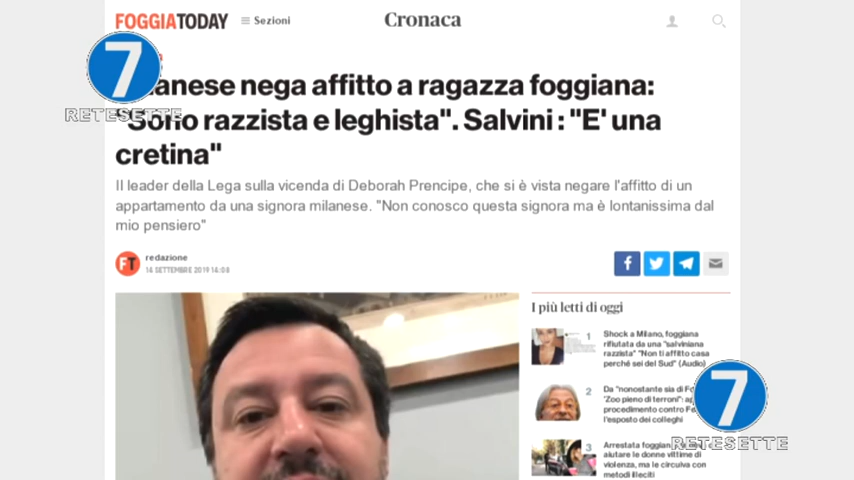 FOGGIATODAY
Sezioni
Cronaca
7
RETESETTE
nega affitto a ragazza foggiana:
"Sono razzista e leghista". Salvini : "E' una
cretina"
Il leader della Lega sulla vicenda di Deborah Prencipe, che si è vista negare l'affitto di un
appartamento da una signora milanese. "Non conosco questa signora ma è lontanissima dal
mio pensiero"
FT
redazione
14 SETTEMBRE 2019 14:08
I più letti di oggi
1
Shock a Milano, foggiana
rifiutata da una "salviniana
razzista" "Non ti affitto casa
perché sei del Sud" (Audio)
2
Da "nonostante sia di
'Zoo pieno di terroni":
procedimento contro
l'esposto dei colleghi
3
Arrestata
aiutare le donne vittime di
violenza, ma le circuiva con
metodi illeciti
7
RETESETTE